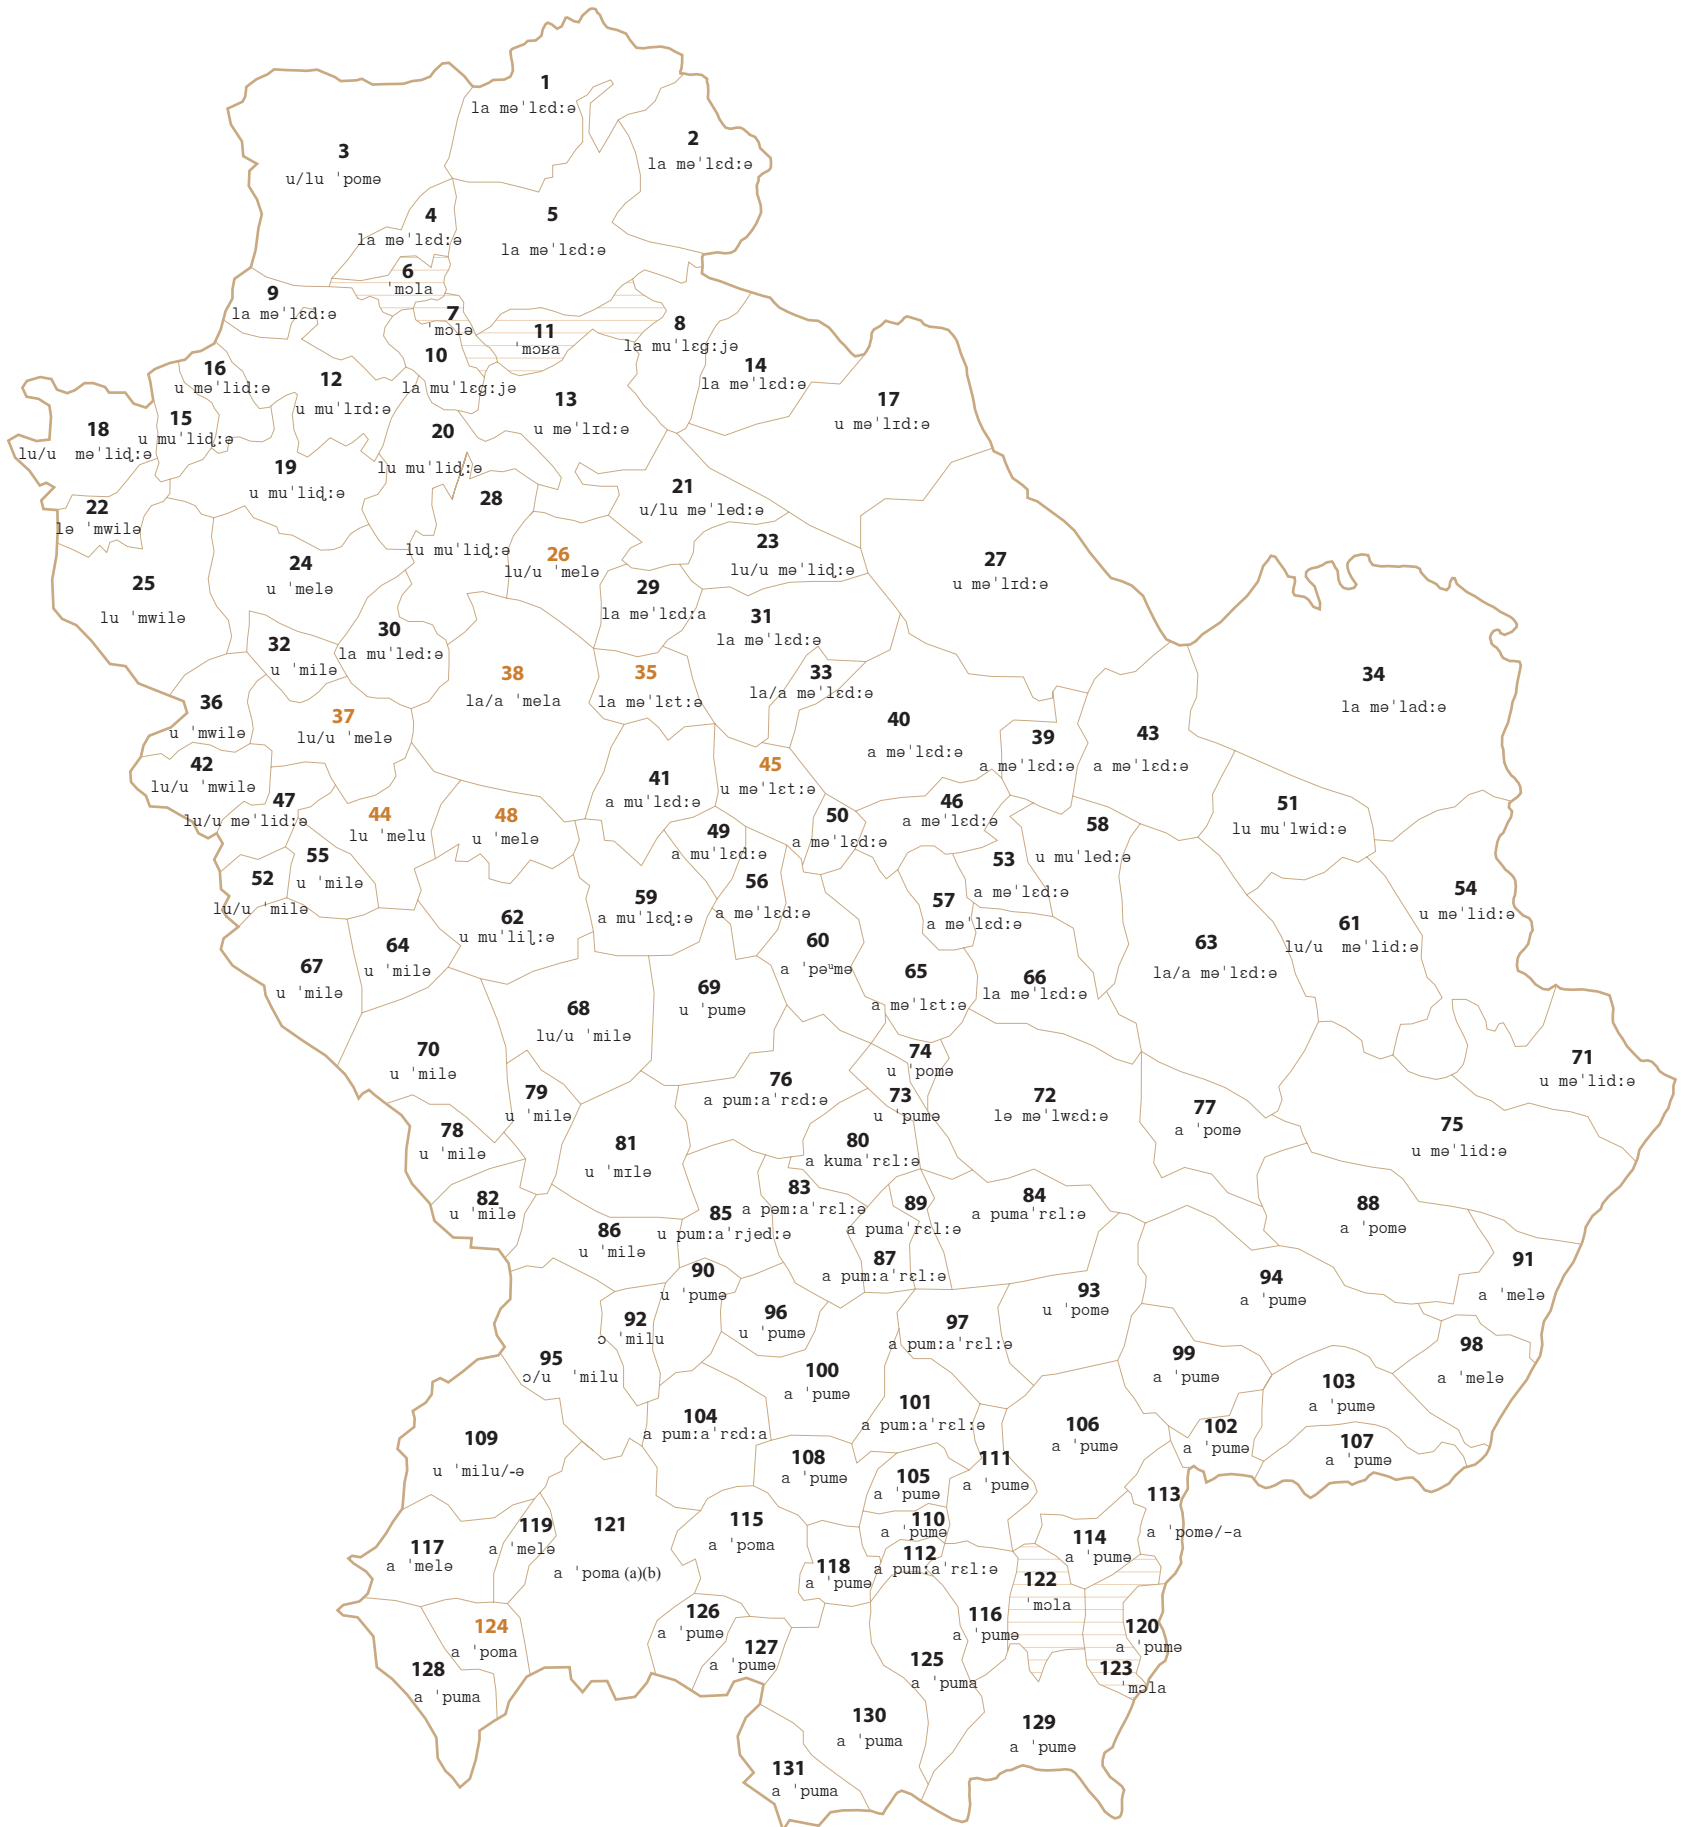 1
la məˈlɛdːə
2
la məˈlɛdːə
3
u/lu ˈpomə
4
la məˈlɛdːə
5
la məˈlɛdːə
6
ˈmɔla
7
ˈmɔlə
8
la muˈlɛgːjə
9
la məˈlɛdːə
10
la muˈlɛgːjə
11
ˈmɔʁa
12
u muˈlɪdːə
13
u məˈlɪdːə
14
la məˈlɛdːə
15
u muˈliɖːə
16
u məˈlidːə
17
u məˈlɪdːə
18
lu/u məˈliɖːə
19
u muˈliɖːə
20
lu muˈliɖːə
21
u/lu məˈledːə
22
lə ˈmwilə
23
lu/u məˈliɖːə
24
u ˈmelə
25
lu ˈmwilə
26
lu/u ˈmelə
27
u məˈlɪdːə
28
lu muˈliɖːə
29
la məˈlɛdːa
30
la muˈledːə
31
la məˈlɛdːə
32
u ˈmilə
33
la/a məˈlɛdːə
34
la məˈladːə
35
la məˈlɛtːə
36
u ˈmwilə
37
lu/u ˈmelə
38
la/a ˈmela
39
a məˈlɛdːə
40
a məˈlɛdːə
41
a muˈlɛdːə
42
lu/u ˈmwilə
43
a məˈlɛdːə
44
lu ˈmelu
45
u məˈlɛtːə
46
a məˈlɛdːə
47
lu/u məˈlidːə
48
u ˈmelə
49
a muˈlɛdːə
50
a məˈlɛdːə
51
lu muˈlwidːə
52
lu/u ˈmilə
53
a məˈlɛdːə
54
u məˈlidːə
55
u ˈmilə
56
a məˈlɛdːə
57
a məˈlɛdːə
58
u muˈledːə
59
a muˈlɛɖːə
60
a ˈpəᵘmə
61
lu/u məˈlidːə
62
u muˈliɭːə
63
la/a məˈlɛdːə
64
u ˈmilə
65
a məˈlɛtːə
66
la məˈlɛdːə
67
u ˈmilə
68
lu/u ˈmilə
69
u ˈpumə
70
u ˈmilə
71
u məˈlidːə
72
lə məˈlwɛdːə
73
u ˈpumə
74
u ˈpomə
75
u məˈlidːə
76
a pumːaˈrɛdːə
77
a ˈpomə
78
u ˈmilə
79
u ˈmilə
80
a kumaˈrɛlːə
81
u ˈmɪlə
82
u ˈmilə
83
a pəmːaˈrɛlːə
84
a pumaˈrɛlːə
85
u pumːaˈrjedːə
86
u ˈmilə
87
a pumːaˈrɛlːə
88
a ˈpomə
89
a pumaˈrɛlːə
90
u ˈpumə
91
a ˈmelə
92
ɔ ˈmilu
93
u ˈpomə
94
a ˈpumə
95
ɔ/u ˈmilu
96
u ˈpumə
97
a pumːaˈrɛlːə
98
a ˈmelə
99
a ˈpumə
100
a ˈpumə
101
a pumːaˈrɛlːə
102
a ˈpumə
103
a ˈpumə
104
a pumːaˈrɛdːa
105
a ˈpumə
106
a ˈpumə
107
a ˈpumə
108
a ˈpumə
109
u ˈmilu/-ə
110
a ˈpumə
111
a ˈpumə
112
a pumːaˈrɛlːə
113
a ˈpomə/-a
114
a ˈpumə
115
a ˈpɔma
116
a ˈpumə
117
a ˈmelə
118
a ˈpumə
119
a ˈmelə
120
a ˈpumə
121
a ˈpoma (a)(b)
122
ˈmɔla
123
ˈmɔla
124
a ˈpoma
125
a ˈpuma
126
a ˈpumə
127
a ˈpumə
128
a ˈpuma
129
a ˈpumə
130
a ˈpuma
131
a ˈpuma